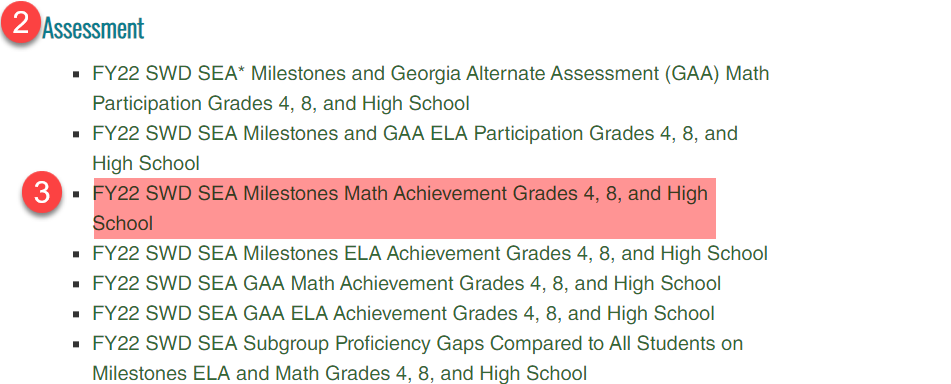 2 Assessment
FY22 SWD SEA* Milestones and Georgia Alternate Assessment (GAA) Math
Participation Grades 4, 8, and High School
FY22 SWD SEA Milestones and GAA ELA Participation Grades 4, 8, and
High School
3 FY22 SWD SEA Milestones Math Achievement Grades 4, 8, and High
School
FY22 SWD SEA Milestones ELA Achievement Grades 4, 8, and High School
FY22 SWD SEA GAA Math Achievement Grades 4, 8, and High School
FY22 SWD SEA GAA ELA Achievement Grades 4, 8, and High School
FY22 SWD SEA Subgroup Proficiency Gaps Compared to All Students on
Milestones ELA and Math Grades 4, 8, and High School